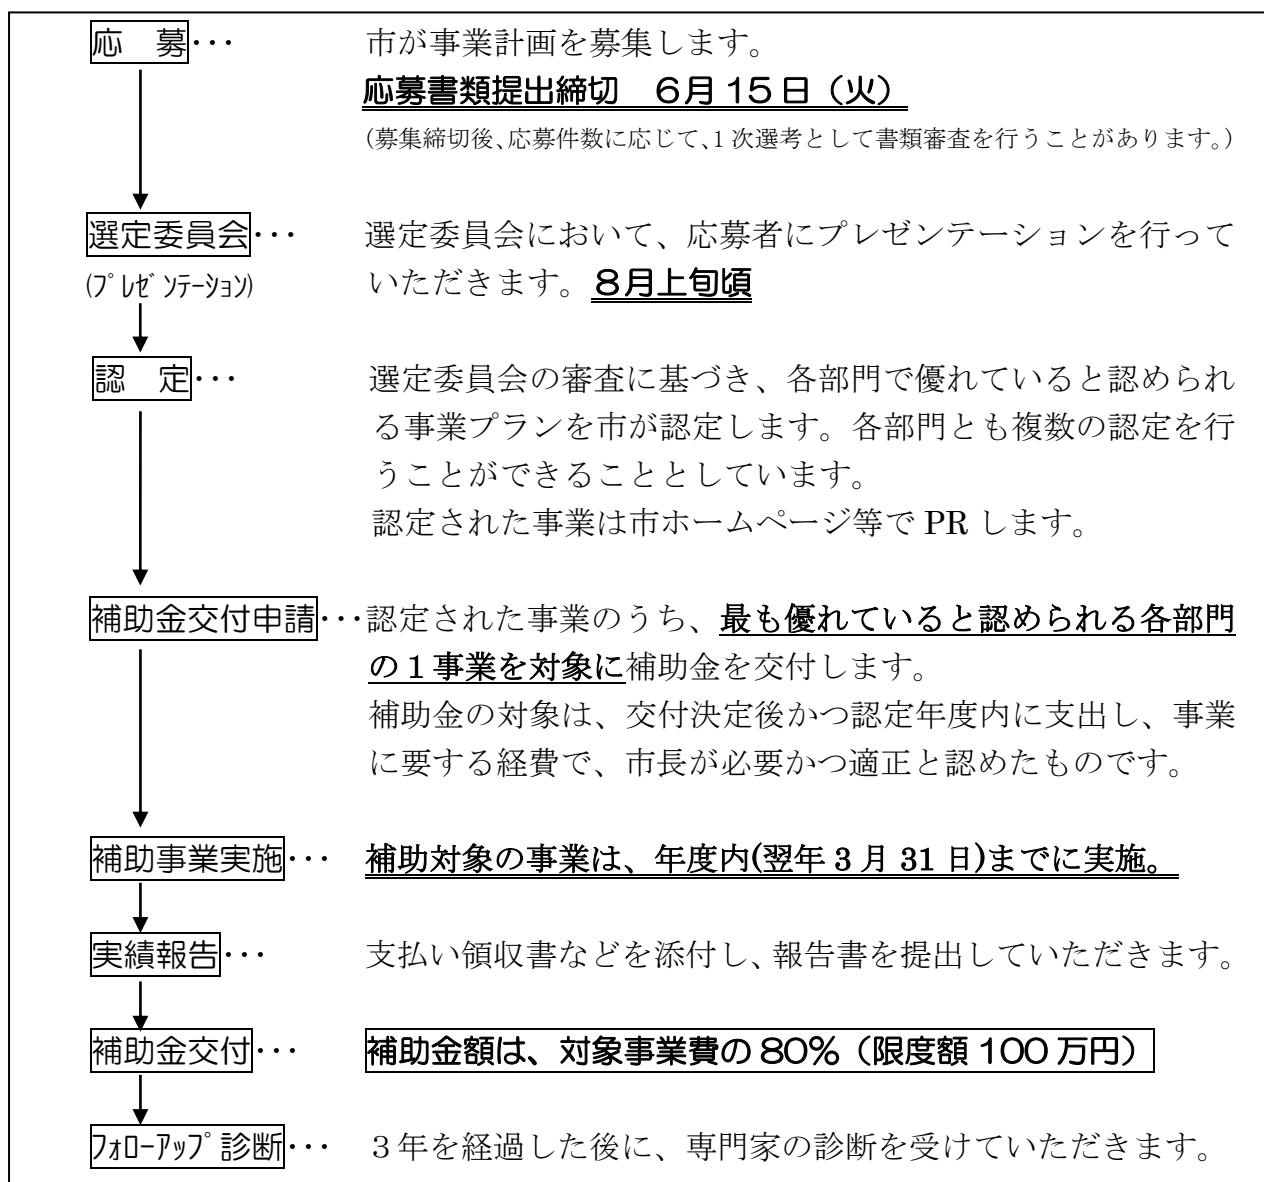 応　募･･･　市が事業計画を募集します。
応募書類提出締切　６月15日（火）
(募集締切後、応募件数に応じて、1次選考として書類審査を行うことがあります。)
選定委員会･･･　選定委員会において、応募者にプレゼンテーションを行って
(ﾌﾟﾚｾﾞﾝﾃｰｼｮﾝ)　いただきます。８月上旬頃
認　定･･･　選定委員会の審査に基づき、各部門で優れていると認められ
る事業プランを市が認定します。各部門とも複数の認定を行
うことができることとしています。
認定された事業は市ホームページ等で PR します。
補助金交付申請･･･認定された事業のうち、最も優れていると認められる各部門
の１事業を対象に補助金を交付します。
補助金の対象は、交付決定後かつ認定年度内に支出し、事業
に要する経費で、市長が必要かつ適正と認めたものです。
補助事業実施･･･　補助対象の事業は、年度内(翌年 3 月 31 日)までに実施。
実績報告･･･　支払い領収書などを添付し、報告書を提出していただきます。
補助金交付･･･　補助金額は、対象事業費の 80％（限度額 100 万円）
ﾌｫﾛｰｱｯﾌﾟ診断･･･　３年を経過した後に、専門家の診断を受けていただきます。